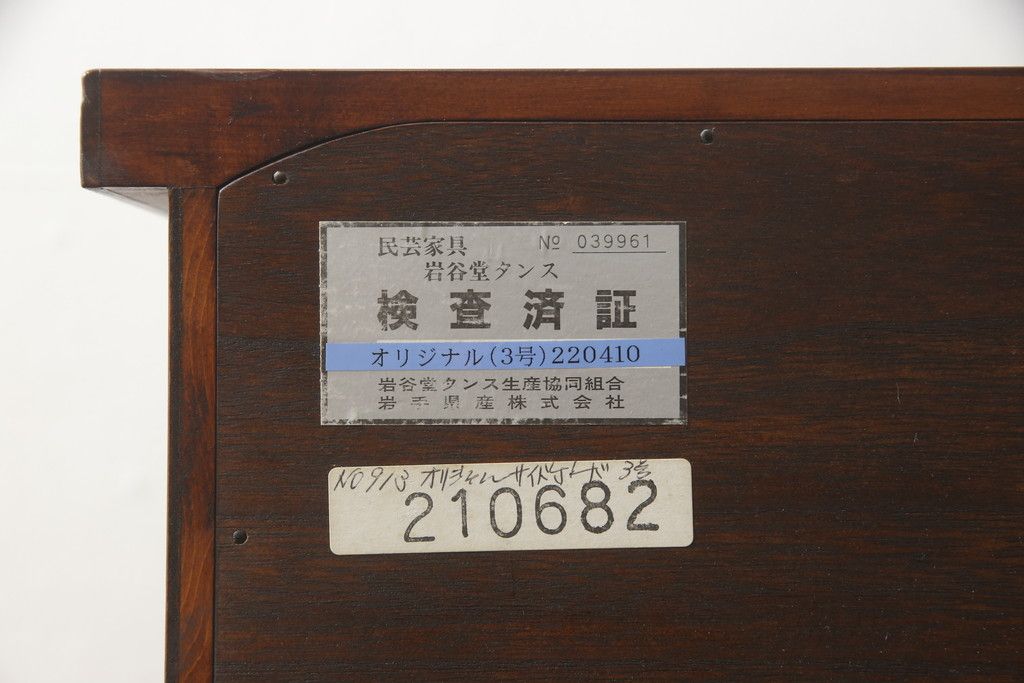 民芸家具 № 039961
岩谷堂タンス
検査済証
オリジナル(3号)220410
岩谷堂タンス生産協同組合
岩手県産株式会社
NO913 オリジナルサイドボード 3号
210682